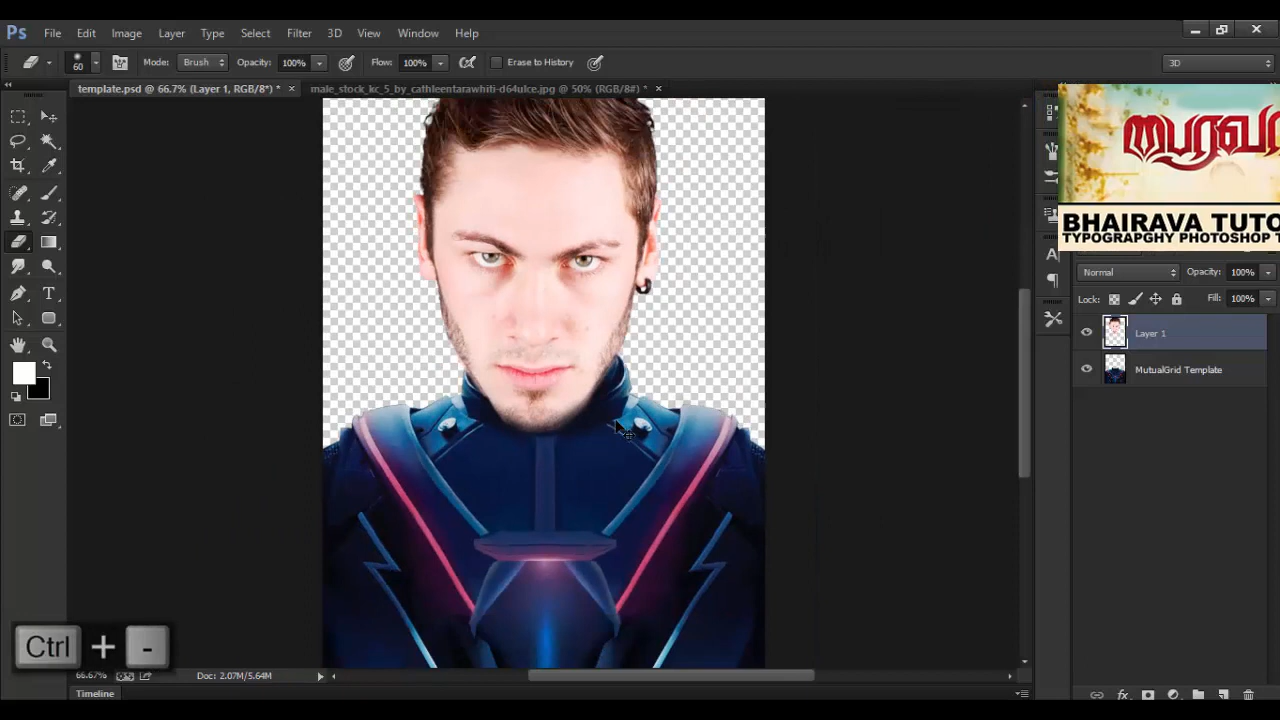 Ps File Edit Image Layer Type Select Filter 3D View Window Help
60 Mode: Brush Opacity: 100% Flow: 100% Erase to History 3D
template.psd @ 66.7% (Layer 1, RGB/8*) * × male_stock_kc_5_by_cathleentarawhiti-d64ulce.jpg @ 50% (RGB/8#) * ×
BHAIRAVA TUTO
TYPOGRAPGHY PHOTOSHOP T
Normal Opacity: 100%
Lock: Fill: 100%
Layer 1
MutualGrid Template
Ctrl + -
66.67% Doc: 2.07M/5.64M
Timeline